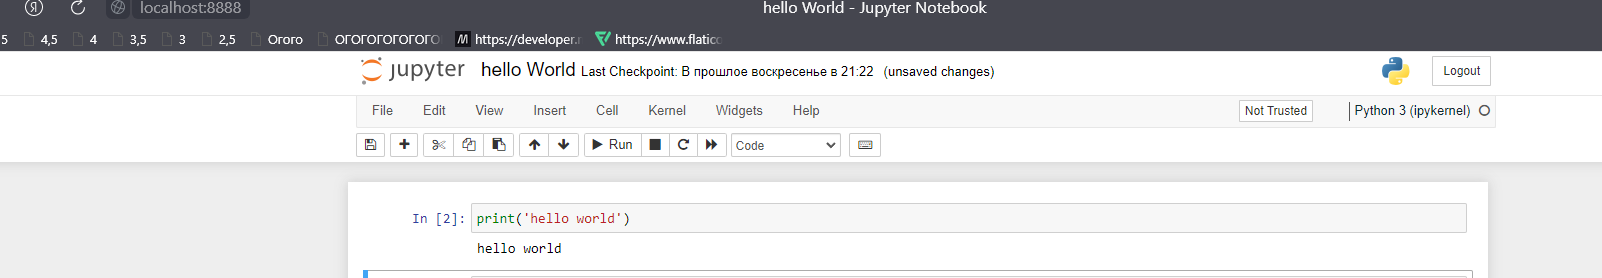 Я localhost:8888 hello World - Jupyter Notebook
5 4,5 4 3,5 3 2,5 Огого ОГОГОГОГОГОГО https://developer. https://www.flatic
jupyter hello World Last Checkpoint: В прошлое воскресенье в 21:22 (unsaved changes) Logout
File Edit View Insert Cell Kernel Widgets Help Not Trusted Python 3 (ipykernel)
Run Code
In [2]: print('hello world')
hello world